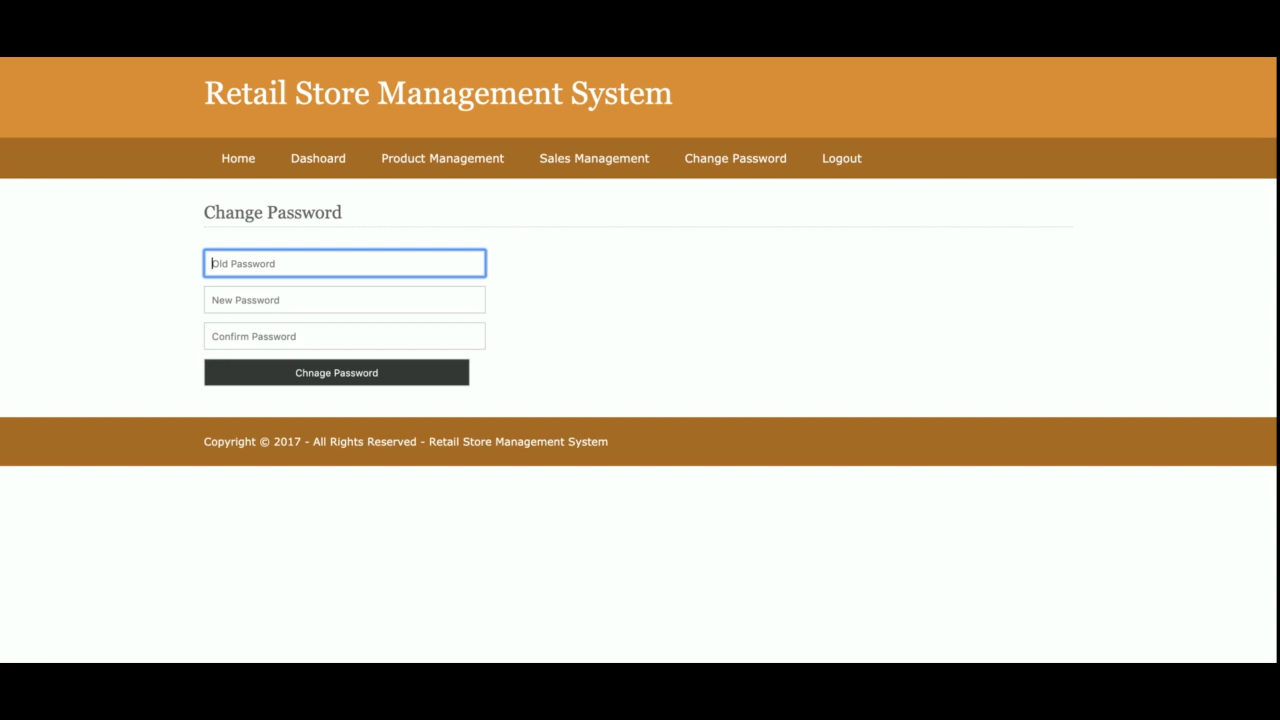 Retail Store Management System
Home Dashoard Product Management Sales Management Change Password Logout
Change Password
Old Password
New Password
Confirm Password
Chnage Password
Copyright © 2017 - All Rights Reserved - Retail Store Management System